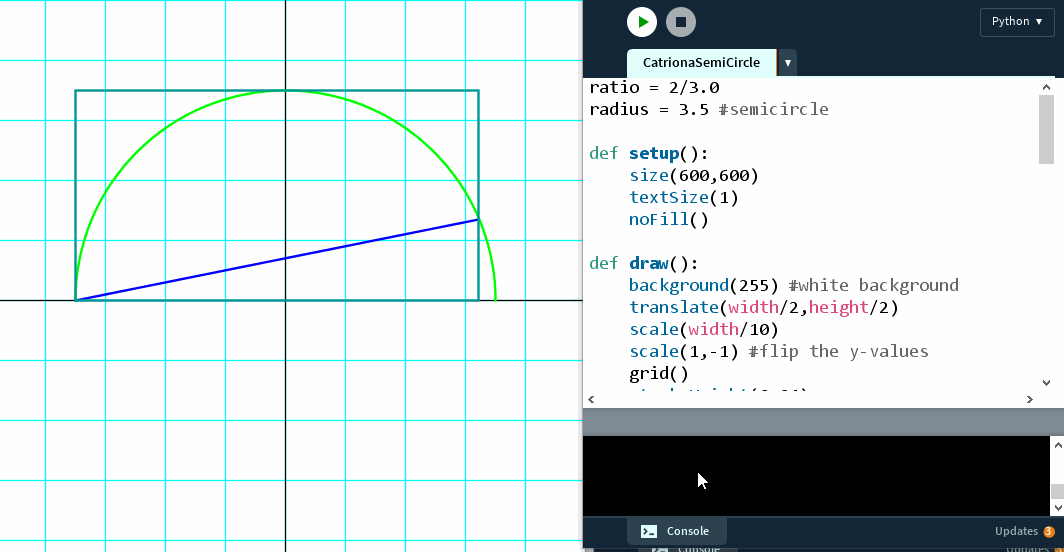 Python ▾
CatrionaSemiCircle ▾
ratio = 2/3.0
radius = 3.5 #semicircle
def setup():
size(600,600)
textSize(1)
noFill()
def draw():
background(255) #white background
translate(width/2,height/2)
scale(width/10)
scale(1,-1) #flip the y-values
grid()
Console
Updates 3
Console
Updates